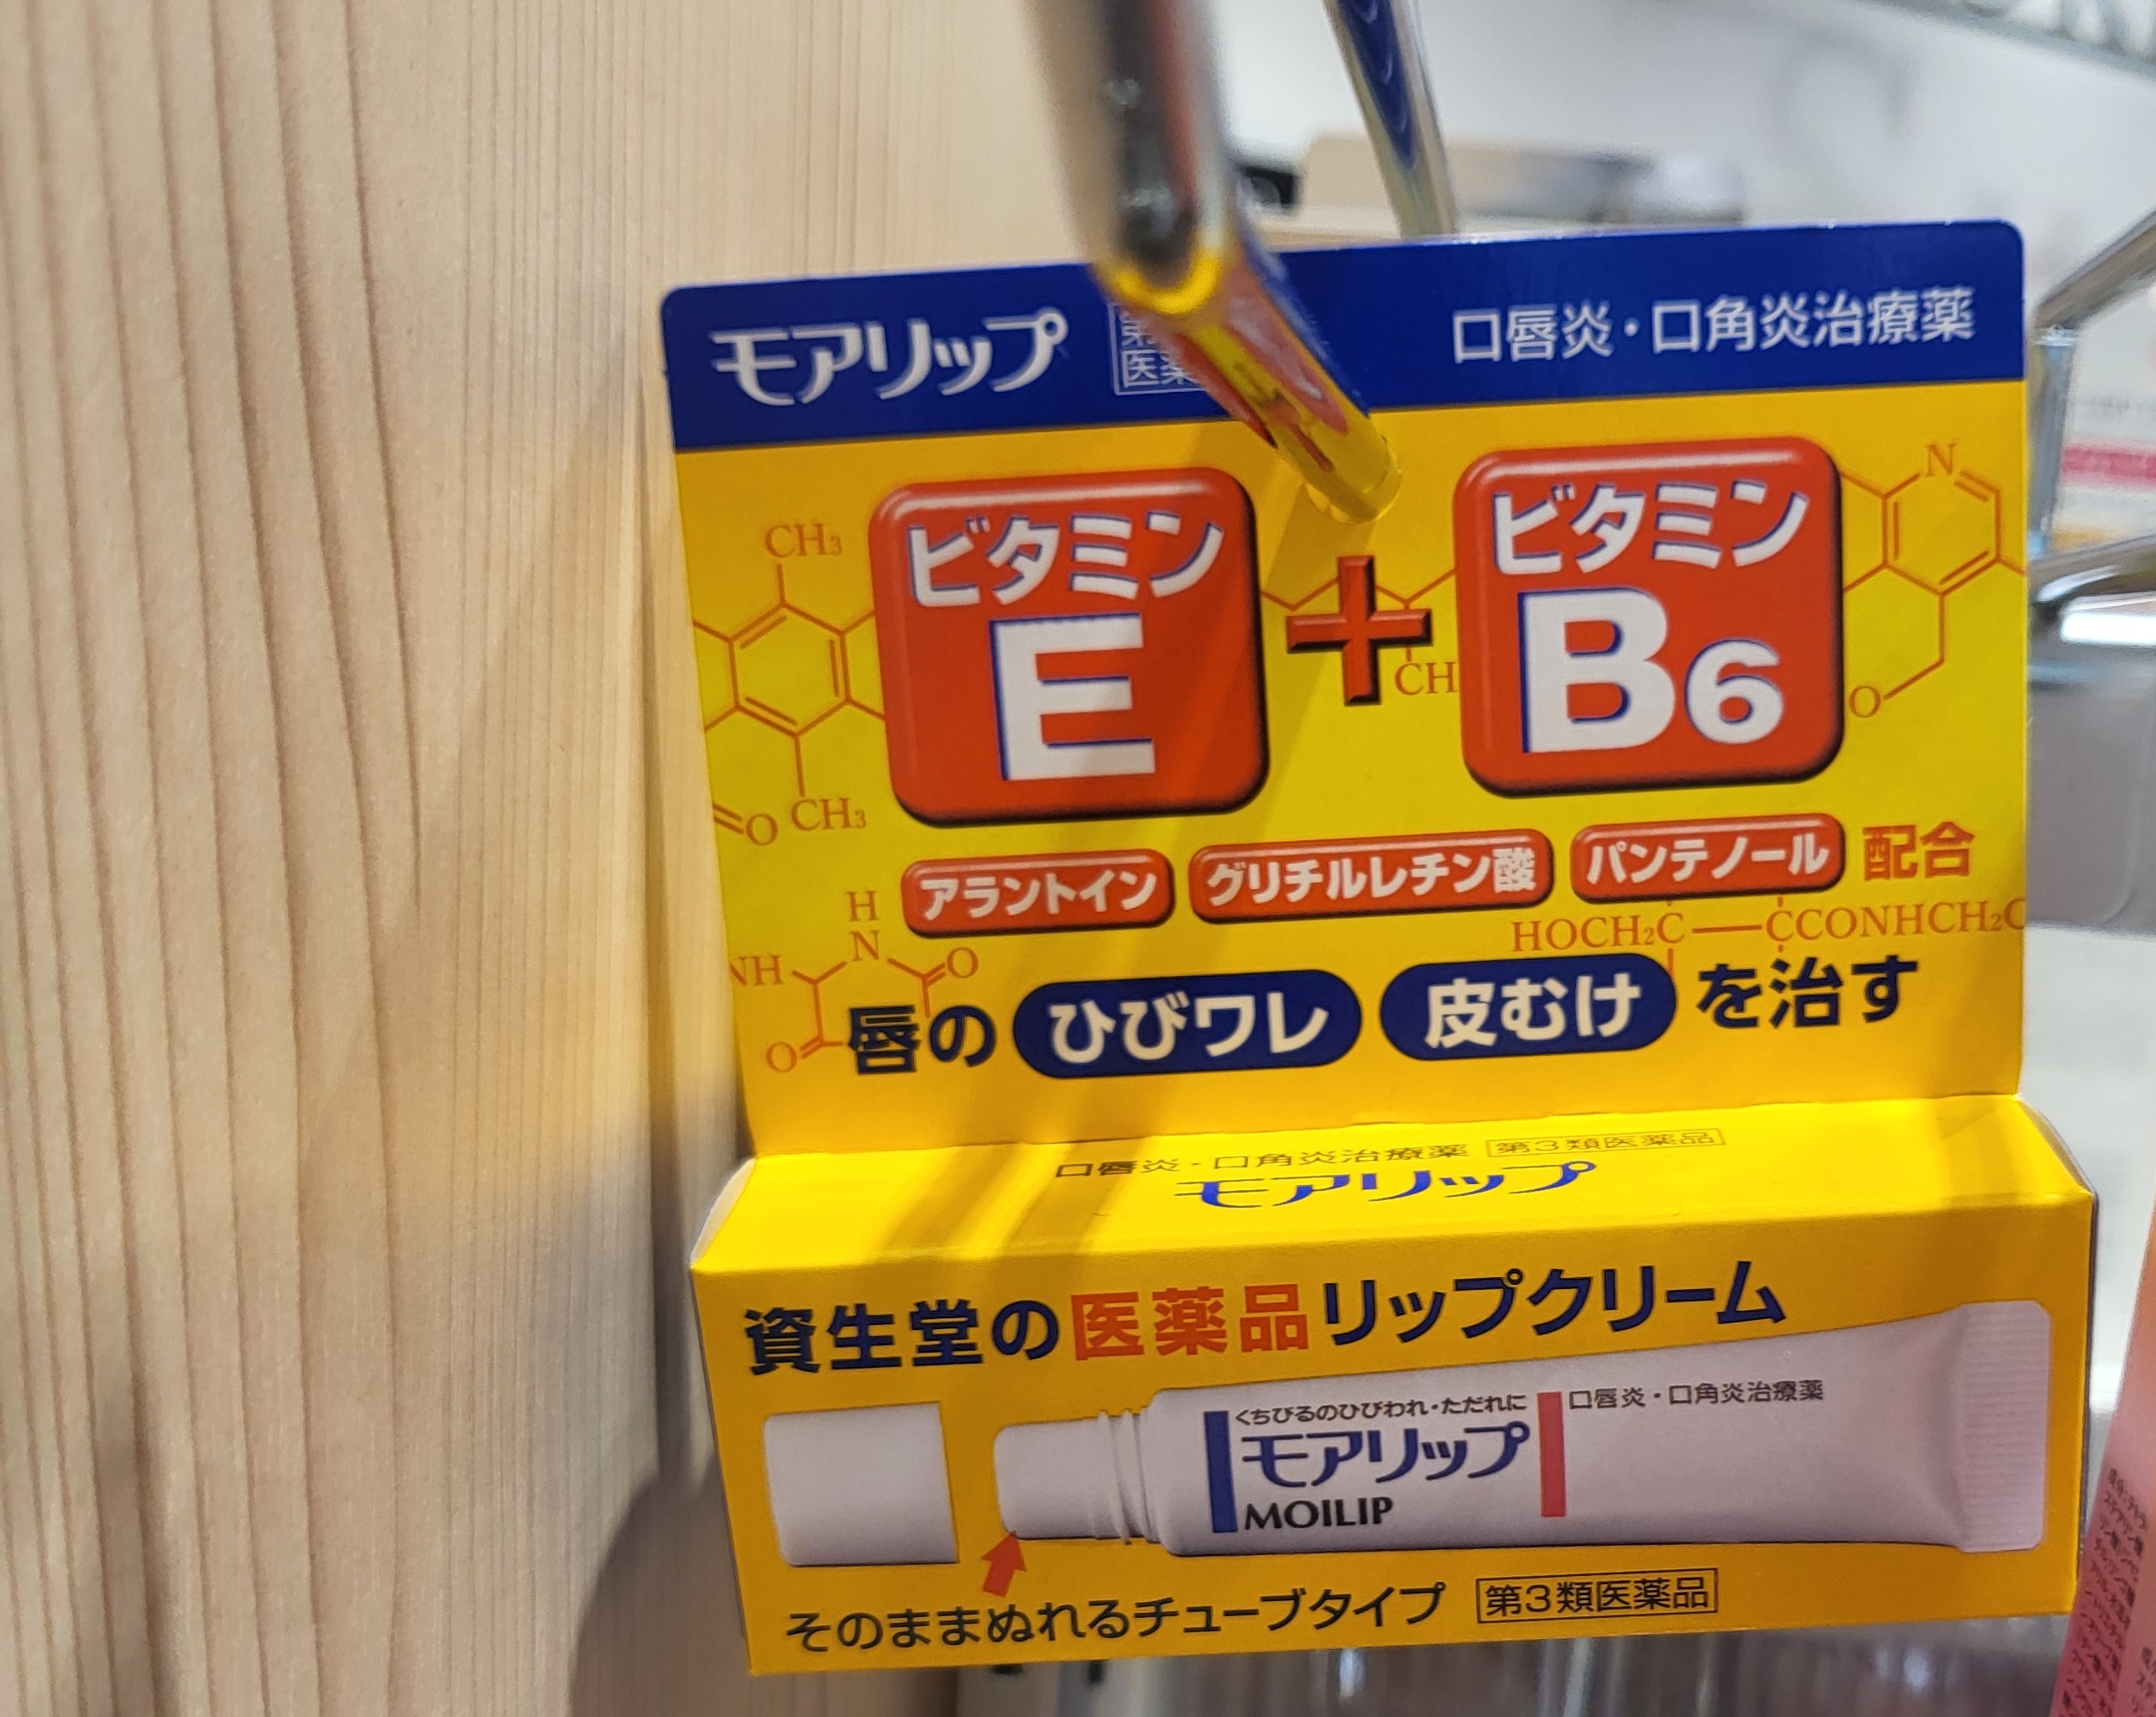 モアリップ
口唇炎・口角炎治療薬
ビタミン
E
+
ビタミン
B6
CH3
N
CH
O
O CH3
アラントイン グリチルレチン酸 パンテノール 配合
H
N
NH
O
O
HOCH2C—CCONHCH2C
唇の ひびワレ 皮むけ を治す
口唇炎・口角炎治療薬 第3類医薬品
モアリップ
資生堂の医薬品リップクリーム
くちびるのひびわれ・ただれに
モアリップ
MOILIP
口唇炎・口角炎治療薬
そのままぬれるチューブタイプ 第3類医薬品